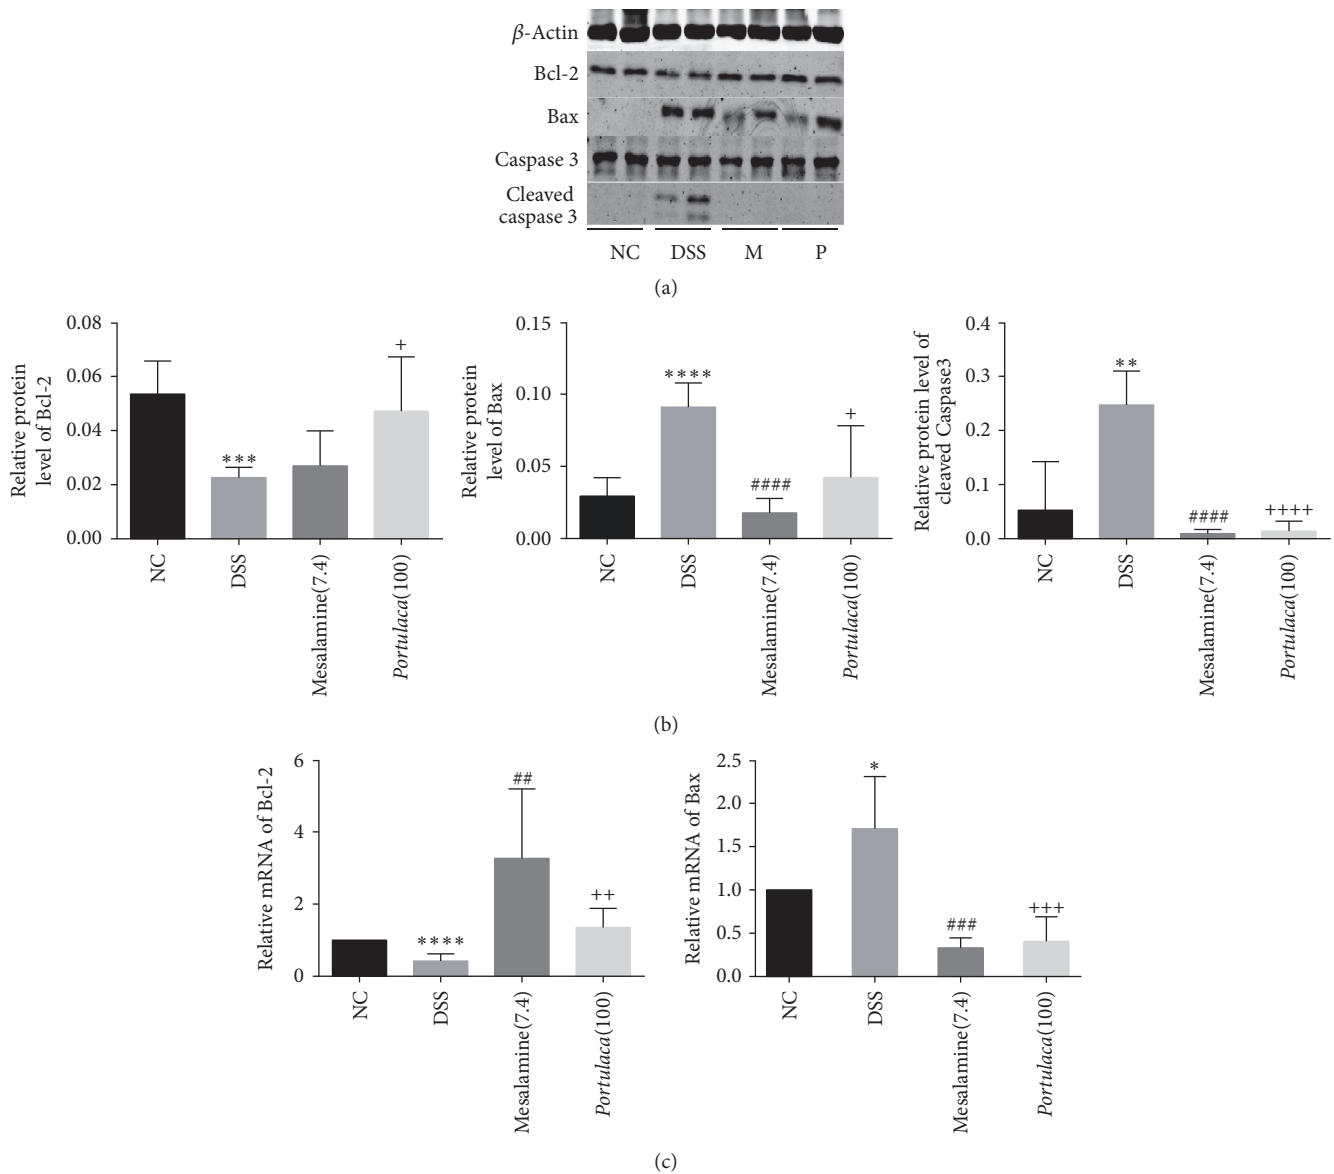 β-Actin
Bcl-2
Bax
Caspase 3
Cleaved
caspase 3
NC DSS M P
(a)
Relative protein
level of Bcl-2
0.08
0.06
0.04
0.02
0.00
***
+
NC
DSS
Mesalamine(7.4)
Portulaca(100)
Relative protein
level of Bax
0.15
0.10
0.05
0.00
****
####
+
NC
DSS
Mesalamine(7.4)
Portulaca(100)
Relative protein level of
cleaved Caspase3
0.4
0.3
0.2
0.1
0.0
**
####
++++
NC
DSS
Mesalamine(7.4)
Portulaca(100)
(b)
Relative mRNA of Bcl-2
6
4
2
0
****
##
++
NC
DSS
Mesalamine(7.4)
Portulaca(100)
Relative mRNA of Bax
2.5
2.0
1.5
1.0
0.5
0.0
*
###
+++
NC
DSS
Mesalamine(7.4)
Portulaca(100)
(c)